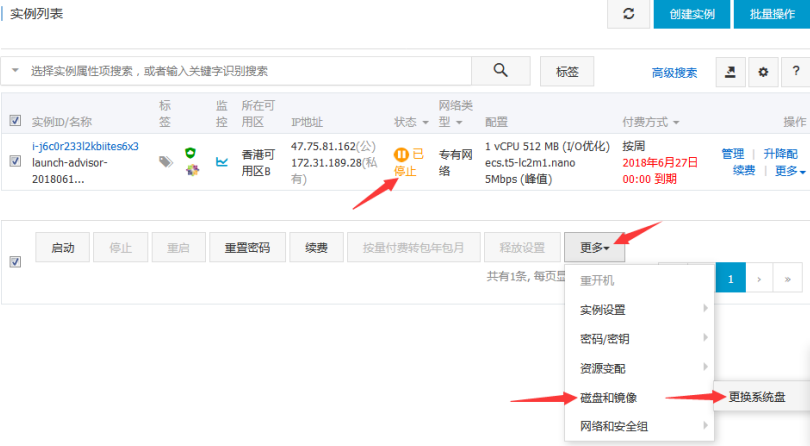 实例列表
创建实例 批量操作
选择实例属性项搜索，或者输入关键字识别搜索 标签 高级搜索 ?
实例ID/名称 标签 监控 所在可用区 IP地址 状态 网络类型 配置 付费方式 操作
i-j6c0r233l2kbiites6x3
launch-advisor-
2018061...
香港可
用区B
47.75.81.162(公)
172.31.189.28(私
有)
已
停止
专有网
络
1 vCPU 512 MB (I/O优化)
ecs.t5-lc2m1.nano
5Mbps (峰值)
按周
2018年6月27日
00:00 到期
管理 | 升降配
续费 | 更多
启动 停止 重启 重置密码 续费 按量付费转包年包月 释放设置 更多
共有1条, 每页显 1 › »
重开机
实例设置
密码/密钥
资源变配
磁盘和镜像 更换系统盘
网络和安全组